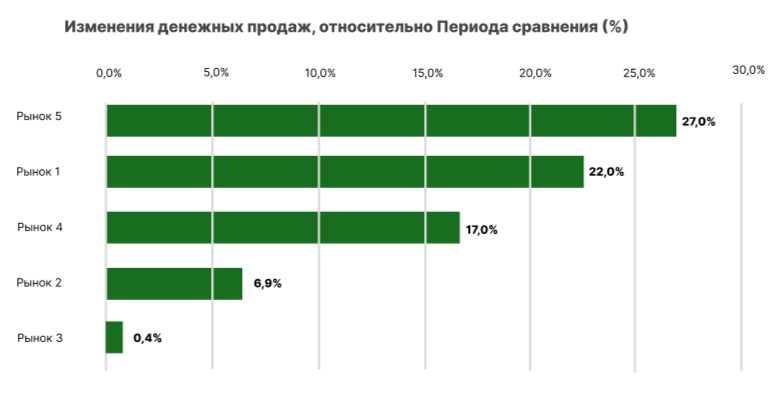 Изменения денежных продаж, относительно Периода сравнения (%)
0,0% 5,0% 10,0% 15,0% 20,0% 25,0% 30,0%
Рынок 5 27,0%
Рынок 1 22,0%
Рынок 4 17,0%
Рынок 2 6,9%
Рынок 3 0,4%